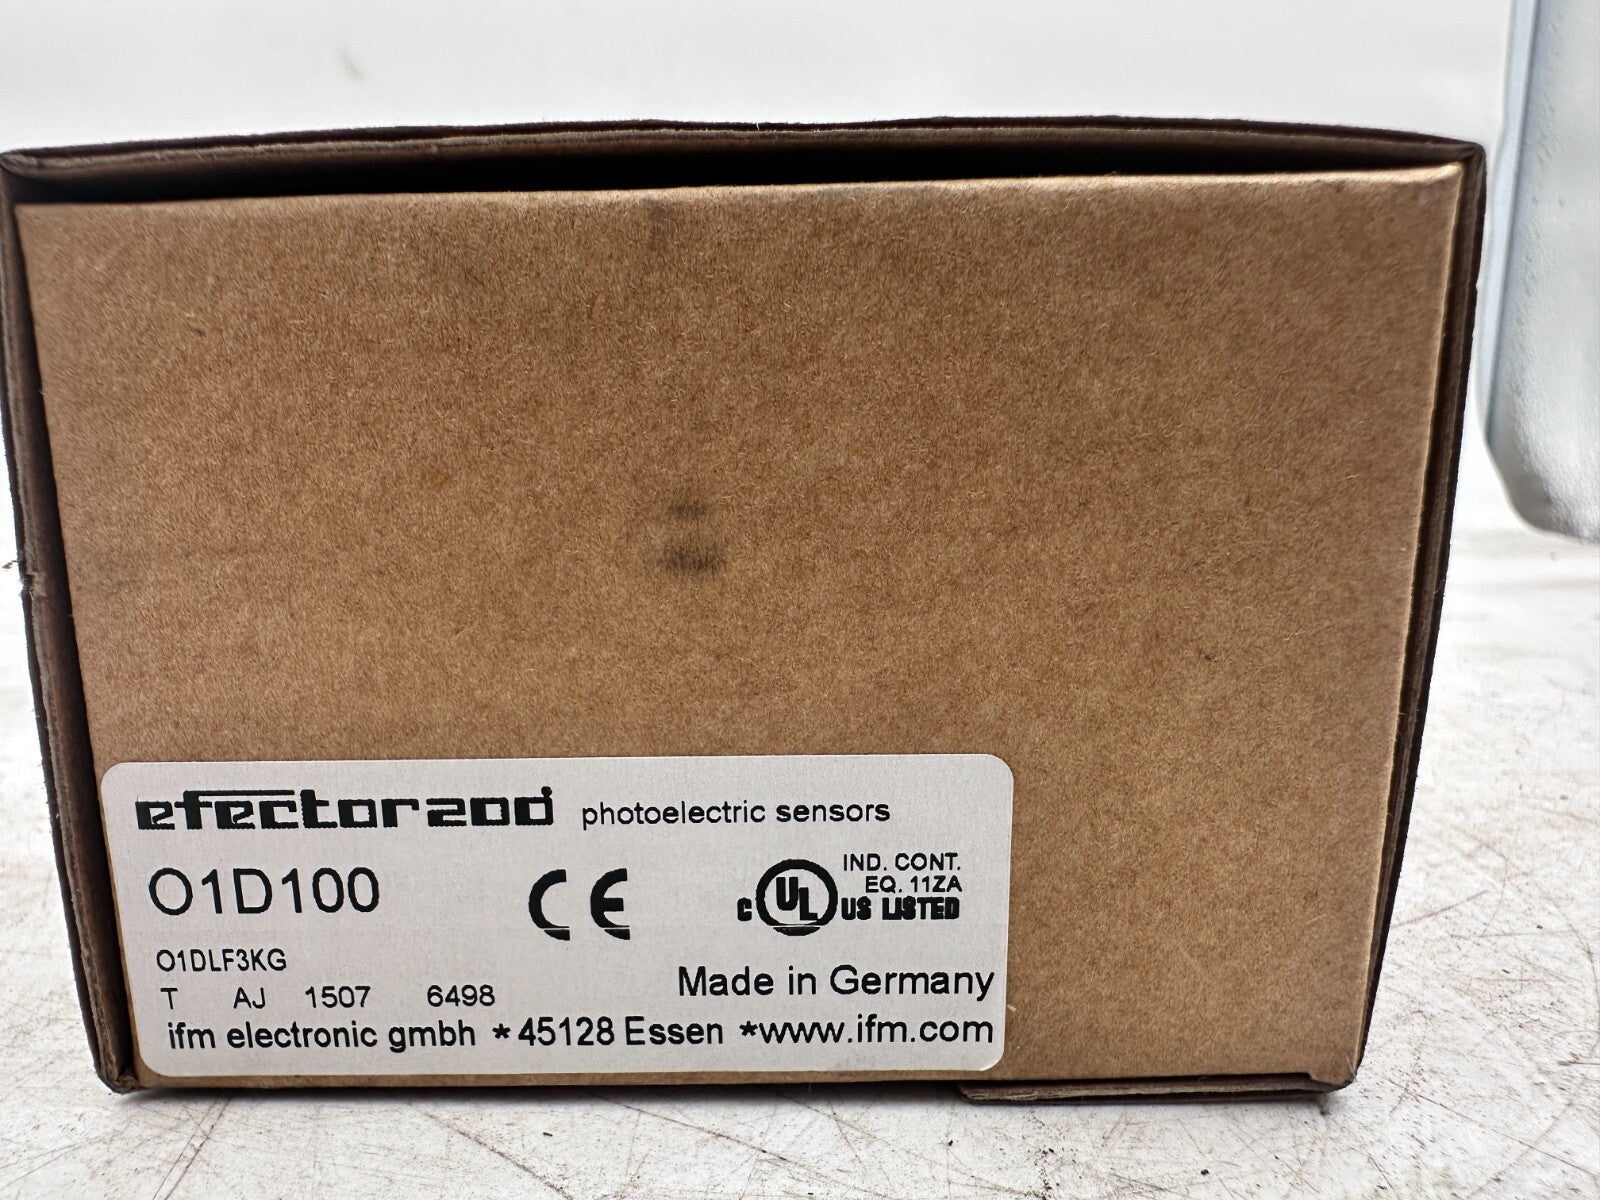 efector200 photoelectric sensors
O1D100
CE
IND. CONT.
EQ. 11ZA
C UL US LISTED
O1DLF3KG
T AJ 1507 6498
Made in Germany
ifm electronic gmbh * 45128 Essen *www.ifm.com